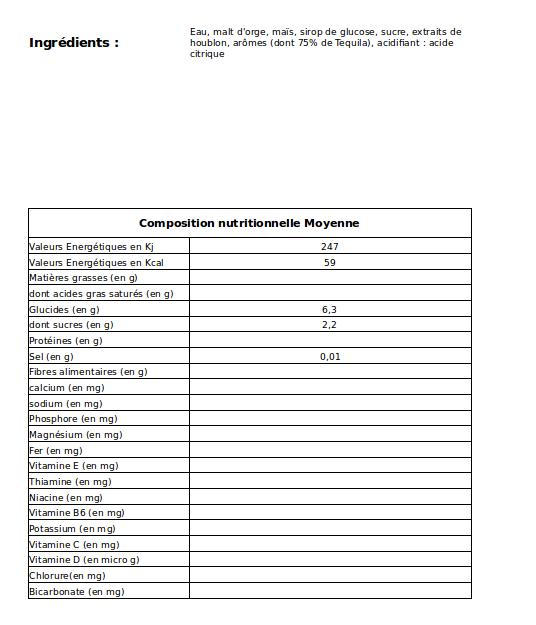 Ingrédients :
Eau, malt d'orge, maïs, sirop de glucose, sucre, extraits de
houblon, arômes (dont 75% de Tequila), acidifiant : acide
citrique
Composition nutritionnelle Moyenne
Valeurs Energétiques en Kj 247
Valeurs Energétiques en Kcal 59
Matières grasses (en g)
dont acides gras saturés (en g)
Glucides (en g) 6,3
dont sucres (en g) 2,2
Protéines (en g)
Sel (en g) 0,01
Fibres alimentaires (en g)
calcium (en mg)
sodium (en mg)
Phosphore (en mg)
Magnésium (en mg)
Fer (en mg)
Vitamine E (en mg)
Thiamine (en mg)
Niacine (en mg)
Vitamine B6 (en mg)
Potassium (en mg)
Vitamine C (en mg)
Vitamine D (en micro g)
Chlorure(en mg)
Bicarbonate (en mg)